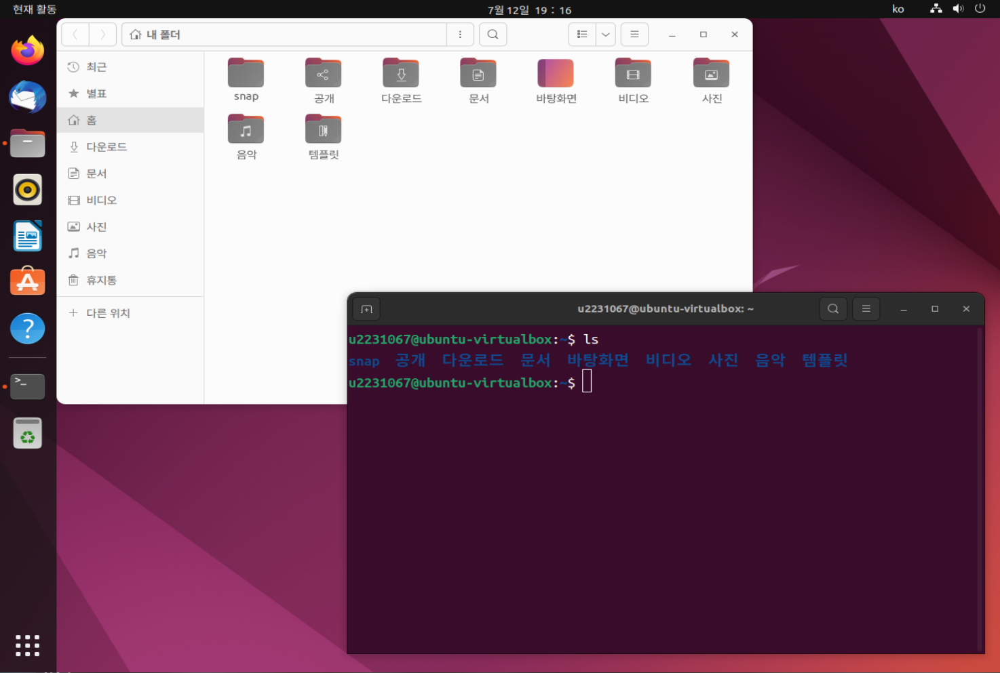 현재 활동
7월 12일 19 : 16
ko
내 폴더
최근
별표
홈
다운로드
문서
비디오
사진
음악
휴지통
다른 위치
snap 공개 다운로드 문서 바탕화면 비디오 사진
음악 템플릿
u2231067@ubuntu-virtualbox: ~
u2231067@ubuntu-virtualbox:~$ ls
snap 공개 다운로드 문서 바탕화면 비디오 사진 음악 템플릿
u2231067@ubuntu-virtualbox:~$